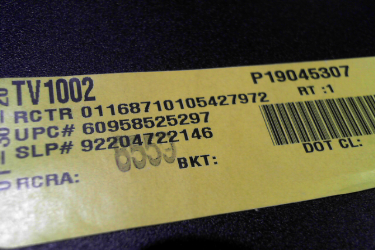 TV1002
P19045307
RCTR 01168710105427972
RT :1
UPC# 60958525297
SLP# 92204722146
DOT CL:
BKT:
RCRA: